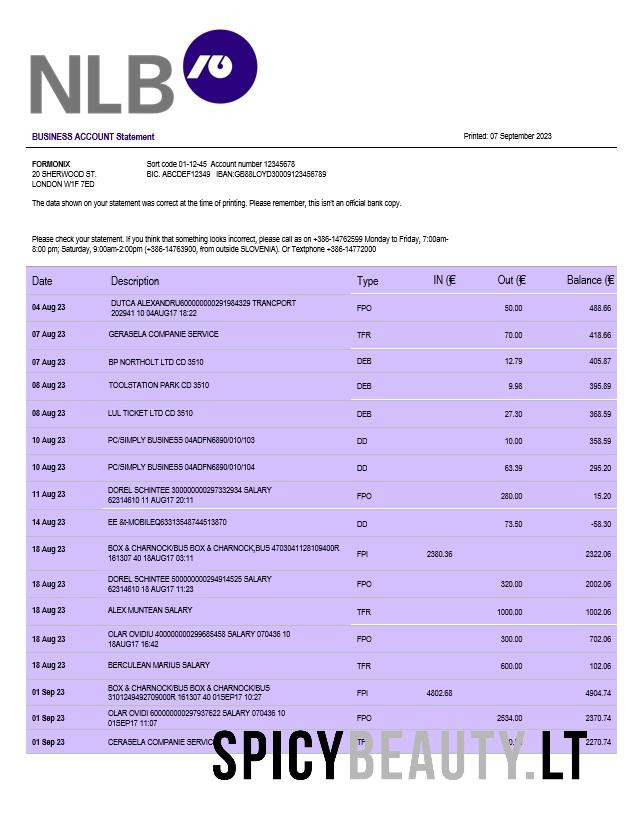 NLB
BUSINESS ACCOUNT Statement
Printed: 07 September 2023
FORMONIX
20 SHERWOOD ST.
LONDON W1F 7ED
Sort code 01-12-45 Account number 12345678
BIC. ABCDEF12349 IBAN:GB88LOYD30009123456789
The data shown on your statement was correct at the time of printing. Please remember, this isn't an official bank copy.
Please check your statement. If you think that something looks incorrect, please call as on +386-14762599 Monday to Friday, 7:00am-
8:00 pm; Saturday, 9:00am-2:00pm (+386-14763900, from outside SLOVENIA). Or Textphone +386-14772000
Date Description Type IN (€ Out (€ Balance (€
04 Aug 23 DUTCA ALEXANDRU600000000291984329 TRANCPORT FPO 50.00 488.66
202941 10 04AUG17 18:22
07 Aug 23 GERASELA COMPANIE SERVICE TFR 70.00 418.66
07 Aug 23 BP NORTHOLT LTD CD 3510 DEB 12.79 405.87
08 Aug 23 TOOLSTATION PARK CD 3510 DEB 9.98 395.89
08 Aug 23 LUL TICKET LTD CD 3510 DEB 27.30 368.59
10 Aug 23 PC/SIMPLY BUSINESS 04ADFN6890/010/103 DD 10.00 358.59
10 Aug 23 PC/SIMPLY BUSINESS 04ADFN6890/010/104 DD 63.39 295.20
11 Aug 23 DOREL SCHINTEE 300000000297332934 SALARY FPO 280.00 15.20
62314610 11 AUG17 20:11
14 Aug 23 EE &t-MOBILEQ63313548744513870 DD 73.50 -58.30
18 Aug 23 BOX & CHARNOCK/BUS BOX & CHARNOCK,BUS 4703041128109400R FPI 2380.36 2322.06
161307 40 18AUG17 03:11
18 Aug 23 DOREL SCHINTEE 500000000294914525 SALARY FPO 320.00 2002.06
62314610 18 AUG17 11:23
18 Aug 23 ALEX MUNTEAN SALARY TFR 1000.00 1002.06
18 Aug 23 OLAR OVIDIU 400000000299685458 SALARY 070436 10 FPO 300.00 702.06
18AUG17 16:42
18 Aug 23 BERCULEAN MARIUS SALARY TFR 600.00 102.06
01 Sep 23 BOX & CHARNOCK/BUS BOX & CHARNOCK/BUS FPI 4802.68 4904.74
3101249492709000R 161307 40 01SEP17 10:27
01 Sep 23 OLAR OVIDI 600000000297937622 SALARY 070436 10 FPO 2534.00 2370.74
01SEP17 11:07
01 Sep 23 CERASELA COMPANIE 2270.74
SPICYBEAUTY.LT